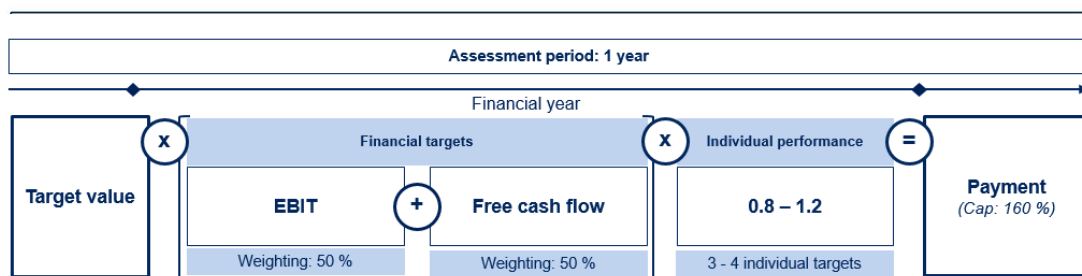 Assessment period: 1 year
Financial year
x
Financial targets
x
Individual performance
=
Target value
EBIT
+
Free cash flow
0.8 – 1.2
Payment
(Cap: 160 %)
Weighting: 50 %
Weighting: 50 %
3 - 4 individual targets